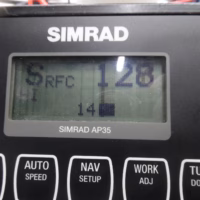 SIMRAD
S RFC 128
14
SIMRAD AP35
AUTO NAV WORK
SPEED SETUP ADJ